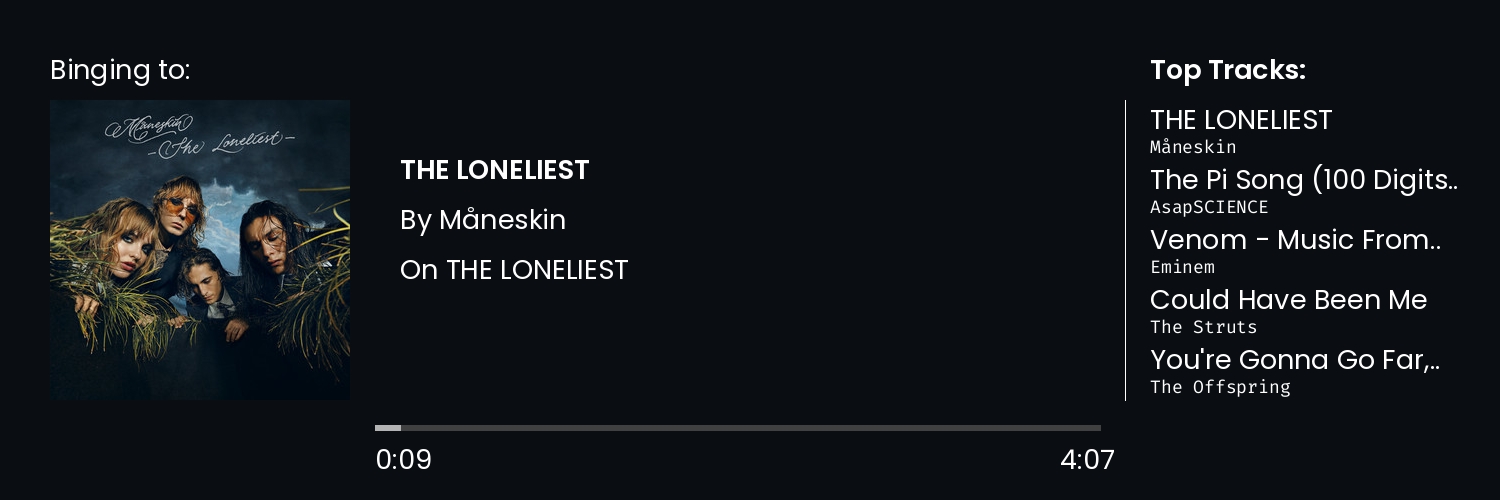 Binging to:
Måneskin
-The Loneliest-
THE LONELIEST
By Måneskin
On THE LONELIEST
0:09
4:07
Top Tracks:
THE LONELIEST
Måneskin
The Pi Song (100 Digits..
AsapSCIENCE
Venom - Music From..
Eminem
Could Have Been Me
The Struts
You're Gonna Go Far,..
The Offspring